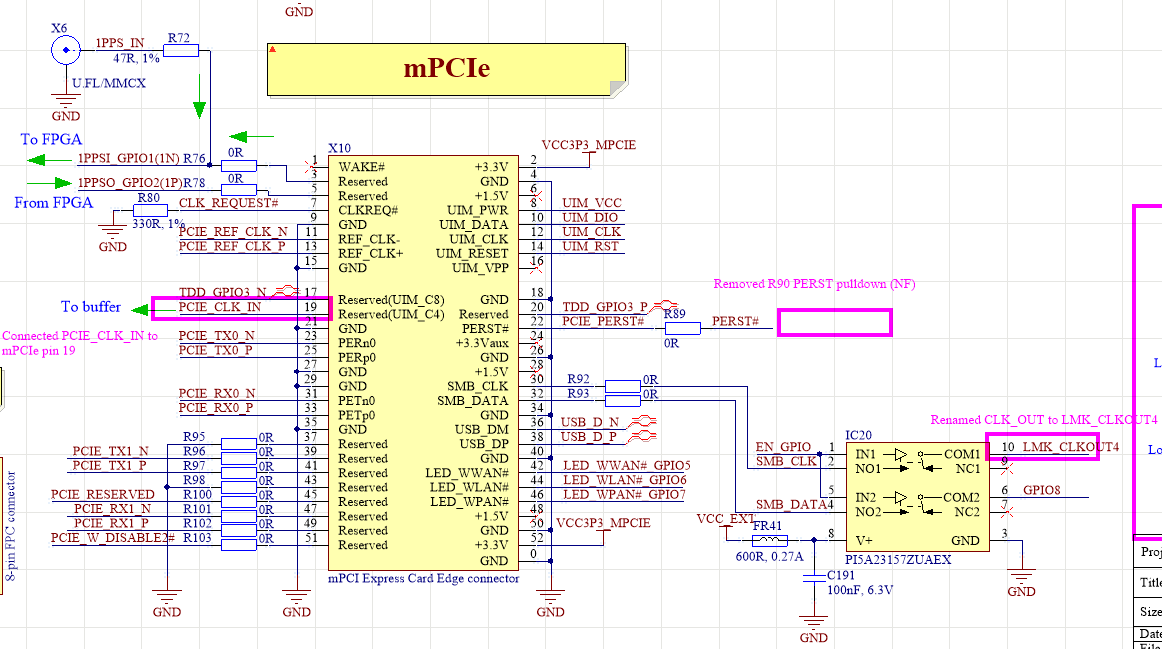 GND
X6
1PPS_IN
R72
47R, 1%
U.FL/MMCX
GND
mPCIe
To FPGA
1PPSI_GPIO1(1N) R76
0R
1PPSO_GPIO2(1P) R78
0R
From FPGA
R80
CLK_REQUEST#
330R, 1%
GND
PCIE_REF_CLK_N
PCIE_REF_CLK_P
TDD_GPIO3_N
To buffer
PCIE_CLK_IN
Connected PCIE_CLK_IN to
mPCIe pin 19
PCIE_TX0_N
PCIE_TX0_P
PCIE_RX0_N
PCIE_RX0_P
R95 0R
PCIE_TX1_N R96 0R
PCIE_TX1_P R97 0R
R98 0R
PCIE_RESERVED R100 0R
PCIE_RX1_N R101 0R
PCIE_RX1_P R102 0R
PCIE_W_DISABLE2# R103 0R
8-pin FPC connector
GND
GND
X10
1 WAKE# +3.3V 2
3 Reserved GND 4
5 Reserved +1.5V 6
7 CLKREQ# UIM_PWR 8
9 GND UIM_DATA 10
11 REF_CLK- UIM_CLK 12
13 REF_CLK+ UIM_RESET 14
15 GND UIM_VPP 16
17 Reserved(UIM_C8) GND 18
19 Reserved(UIM_C4) Reserved 20
21 GND PERST# 22
23 PERn0 +3.3Vaux 24
25 PERp0 GND 26
27 GND +1.5V 28
29 GND SMB_CLK 30
31 PETn0 SMB_DATA 32
33 PETp0 GND 34
35 GND USB_DM 36
37 Reserved USB_DP 38
39 Reserved GND 40
41 Reserved LED_WWAN# 42
43 Reserved LED_WLAN# 44
45 Reserved LED_WPAN# 46
47 Reserved +1.5V 48
49 Reserved GND 50
51 Reserved +3.3V 52
GND 0
mPCI Express Card Edge connector
VCC3P3_MPCIE
UIM_VCC
UIM_DIO
UIM_CLK
UIM_RST
TDD_GPIO3_P
PCIE_PERST#
R89
0R
PERST#
Removed R90 PERST pulldown (NF)
R92 0R
R93 0R
USB_D_N
USB_D_P
LED_WWAN#_GPIO5
LED_WLAN#_GPIO6
LED_WPAN#_GPIO7
VCC3P3_MPCIE
GND
Renamed CLK_OUT to LMK_CLKOUT4
IC20
EN_GPIO 1 IN1 COM1 10 LMK_CLKOUT4
SMB_CLK 2 NO1 NC1 9
5 IN2 COM2 6 GPIO8
SMB_DATA 4 NO2 NC2 7
VCC_EXT
FR41
8 V+ GND 3
600R, 0.27A
PI5A23157ZUAEX
C191
100nF, 6.3V
GND
GND
L
Lo
Proj
Title
Size
Date
File